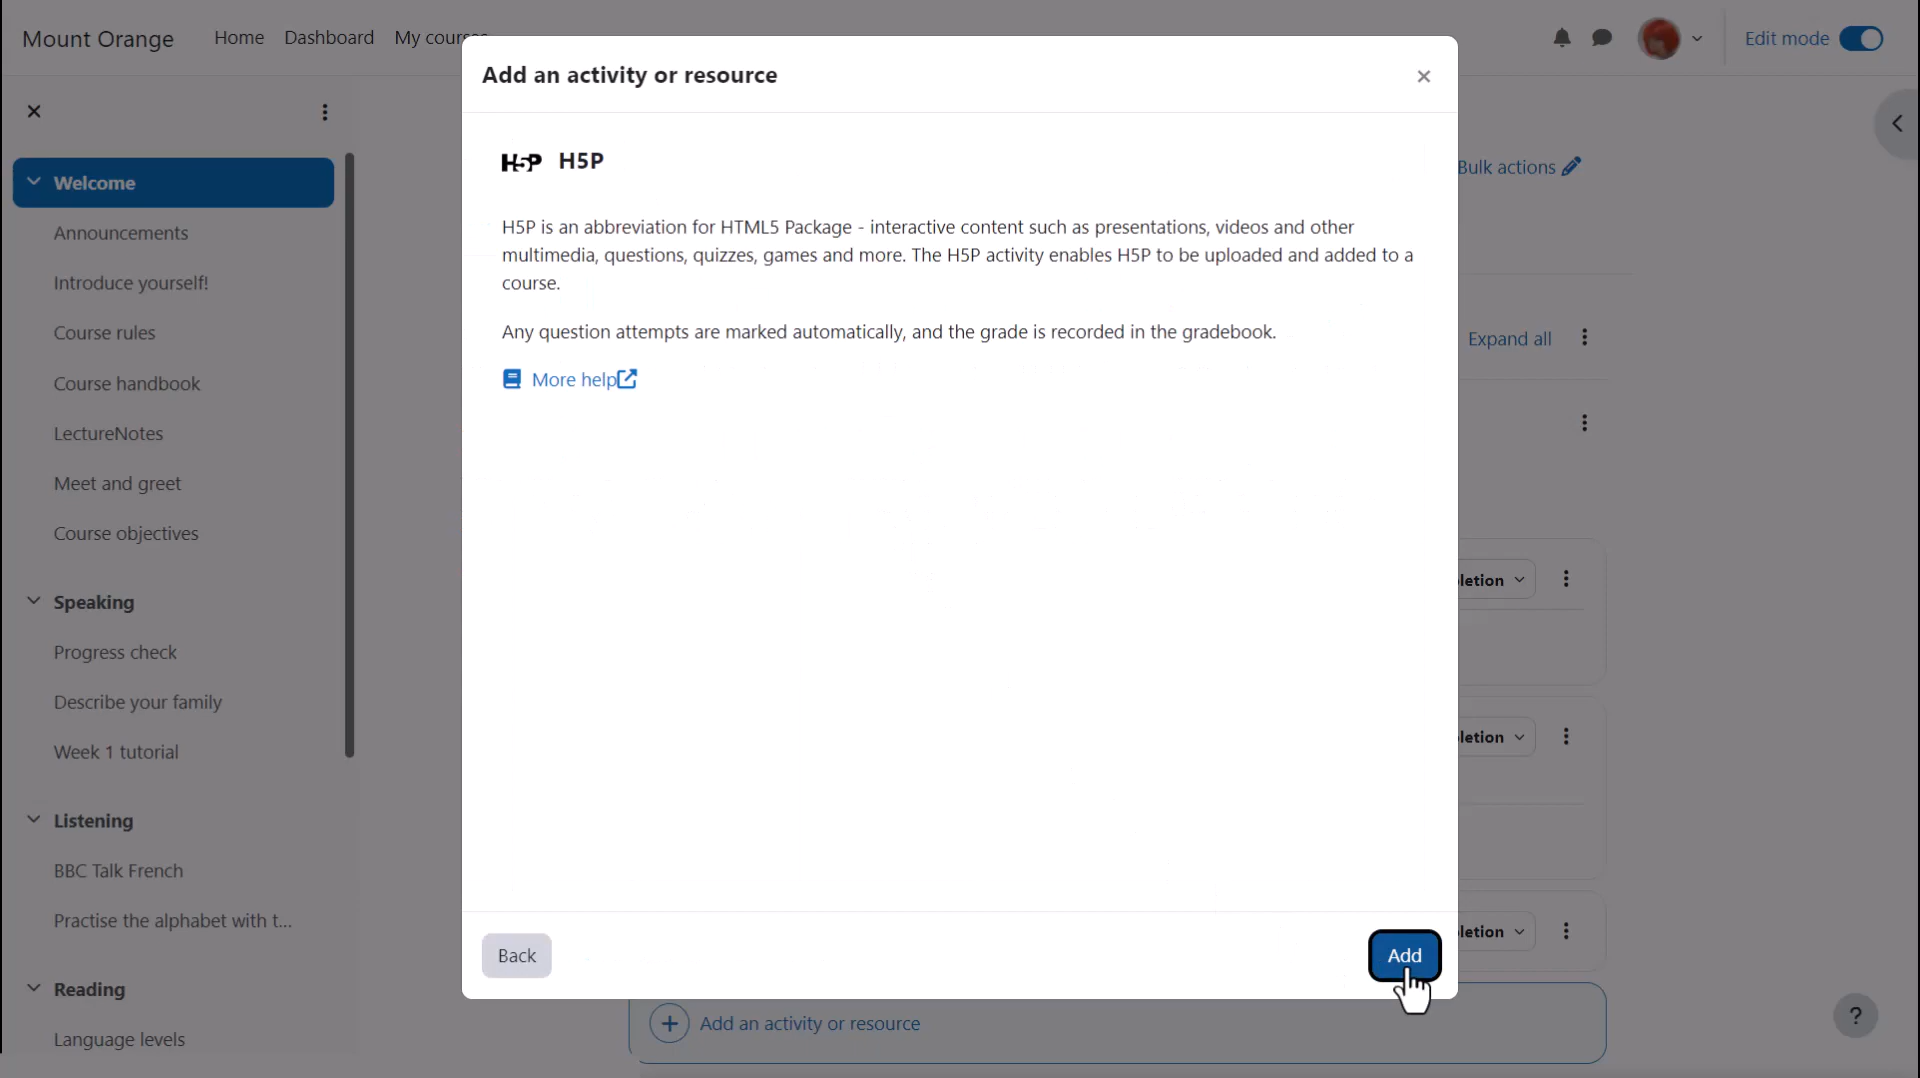 Mount Orange
Home
Dashboard
My courses
Edit mode
Add an activity or resource
H5P H5P
H5P is an abbreviation for HTML5 Package - interactive content such as presentations, videos and other
multimedia, questions, quizzes, games and more. The H5P activity enables H5P to be uploaded and added to a
course.
Any question attempts are marked automatically, and the grade is recorded in the gradebook.
More help
Back
Add
Welcome
Announcements
Introduce yourself!
Course rules
Course handbook
LectureNotes
Meet and greet
Course objectives
Speaking
Progress check
Describe your family
Week 1 tutorial
Listening
BBC Talk French
Practise the alphabet with t...
Reading
Language levels
Bulk actions
Expand all
letion
letion
letion
Add an activity or resource
?